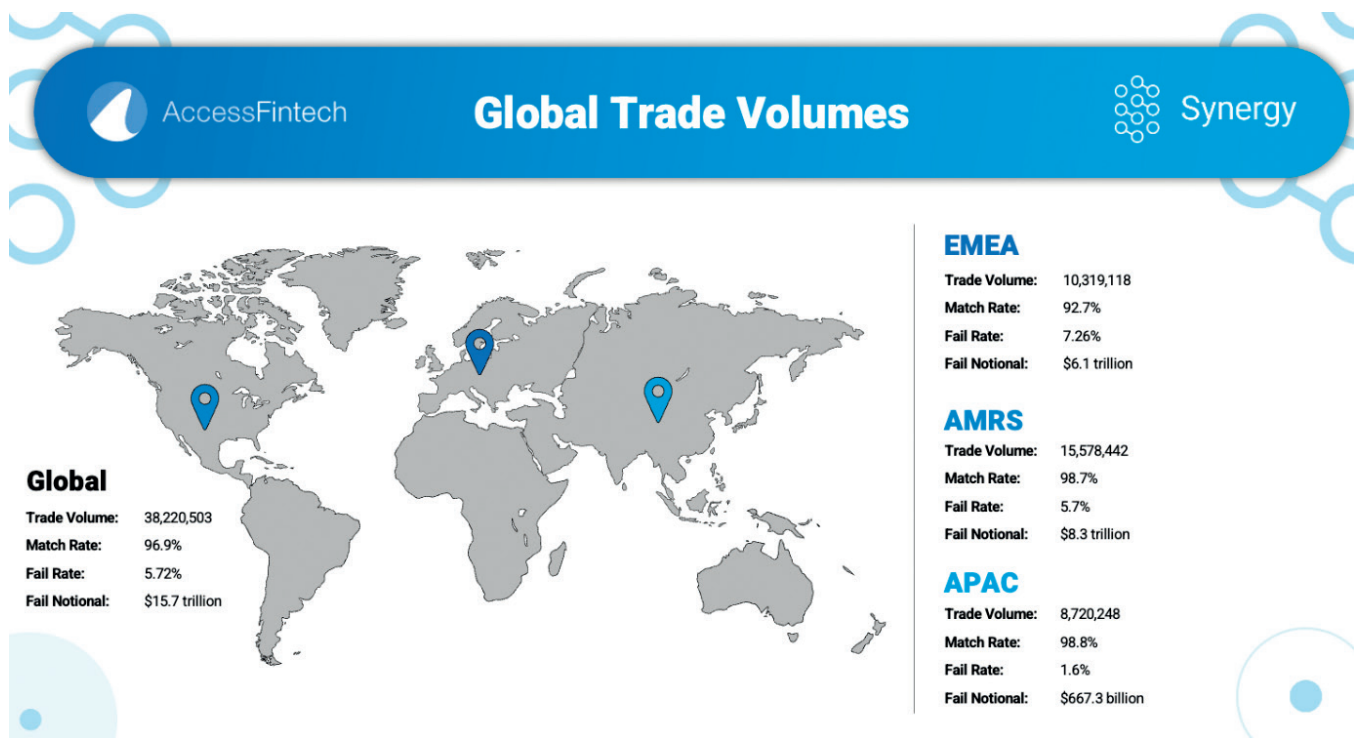 AccessFintech
Global Trade Volumes
Synergy
Global
Trade Volume: 38,220,503
Match Rate: 96.9%
Fail Rate: 5.72%
Fail Notional: $15.7 trillion
EMEA
Trade Volume: 10,319,118
Match Rate: 92.7%
Fail Rate: 7.26%
Fail Notional: $6.1 trillion
AMRS
Trade Volume: 15,578,442
Match Rate: 98.7%
Fail Rate: 5.7%
Fail Notional: $8.3 trillion
APAC
Trade Volume: 8,720,248
Match Rate: 98.8%
Fail Rate: 1.6%
Fail Notional: $667.3 billion